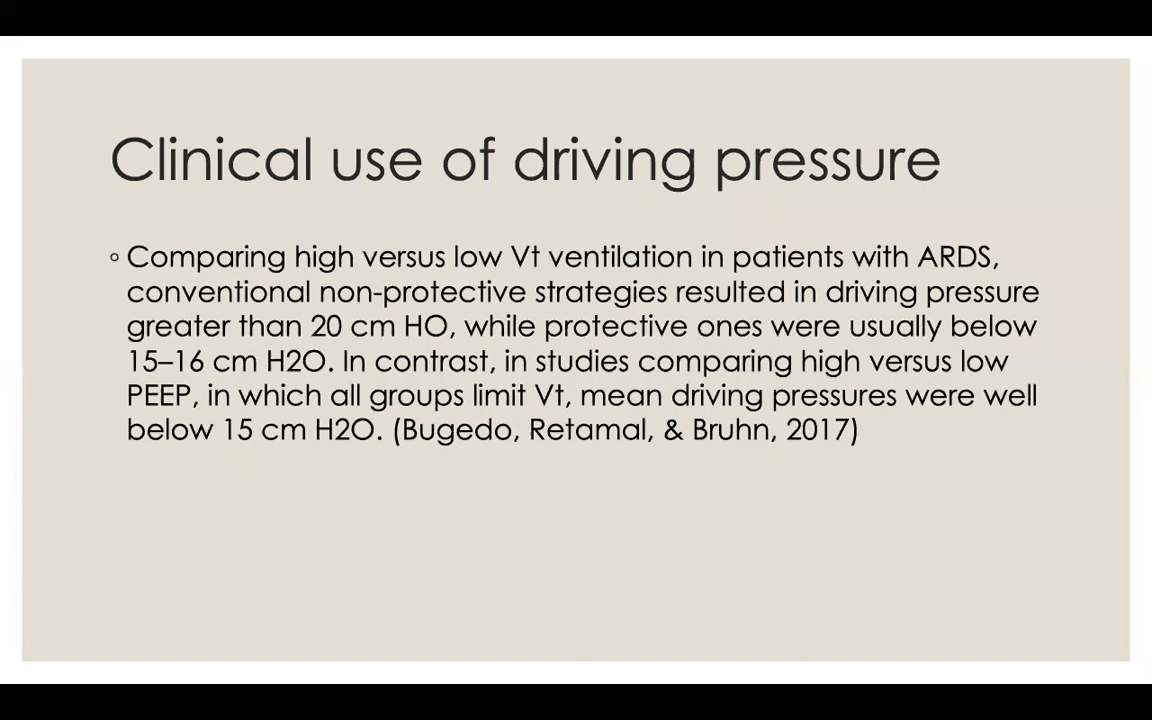 Clinical use of driving pressure
◦ Comparing high versus low Vt ventilation in patients with ARDS,
conventional non-protective strategies resulted in driving pressure
greater than 20 cm HO, while protective ones were usually below
15–16 cm H2O. In contrast, in studies comparing high versus low
PEEP, in which all groups limit Vt, mean driving pressures were well
below 15 cm H2O. (Bugedo, Retamal, & Bruhn, 2017)